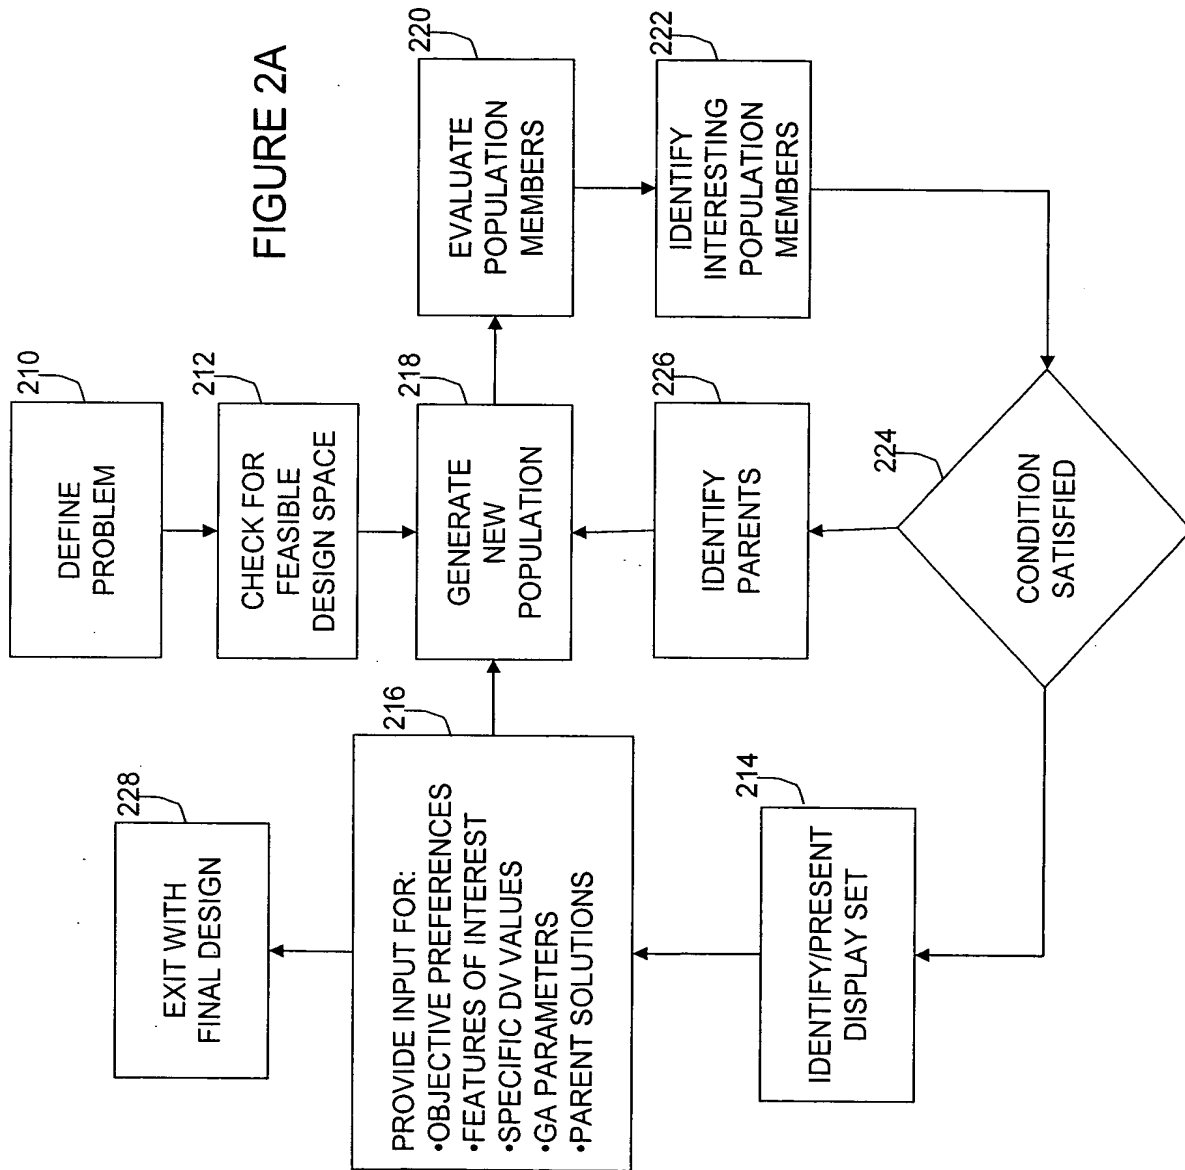 FIGURE 2A
210
DEFINE
PROBLEM
212
CHECK FOR
FEASIBLE
DESIGN SPACE
218
GENERATE
NEW
POPULATION
220
EVALUATE
POPULATION
MEMBERS
222
IDENTIFY
INTERESTING
POPULATION
MEMBERS
226
IDENTIFY
PARENTS
224
CONDITION
SATISFIED
214
IDENTIFY/PRESENT
DISPLAY SET
216
PROVIDE INPUT FOR:
•OBJECTIVE PREFERENCES
•FEATURES OF INTEREST
•SPECIFIC DV VALUES
•GA PARAMETERS
•PARENT SOLUTIONS
228
EXIT WITH
FINAL DESIGN